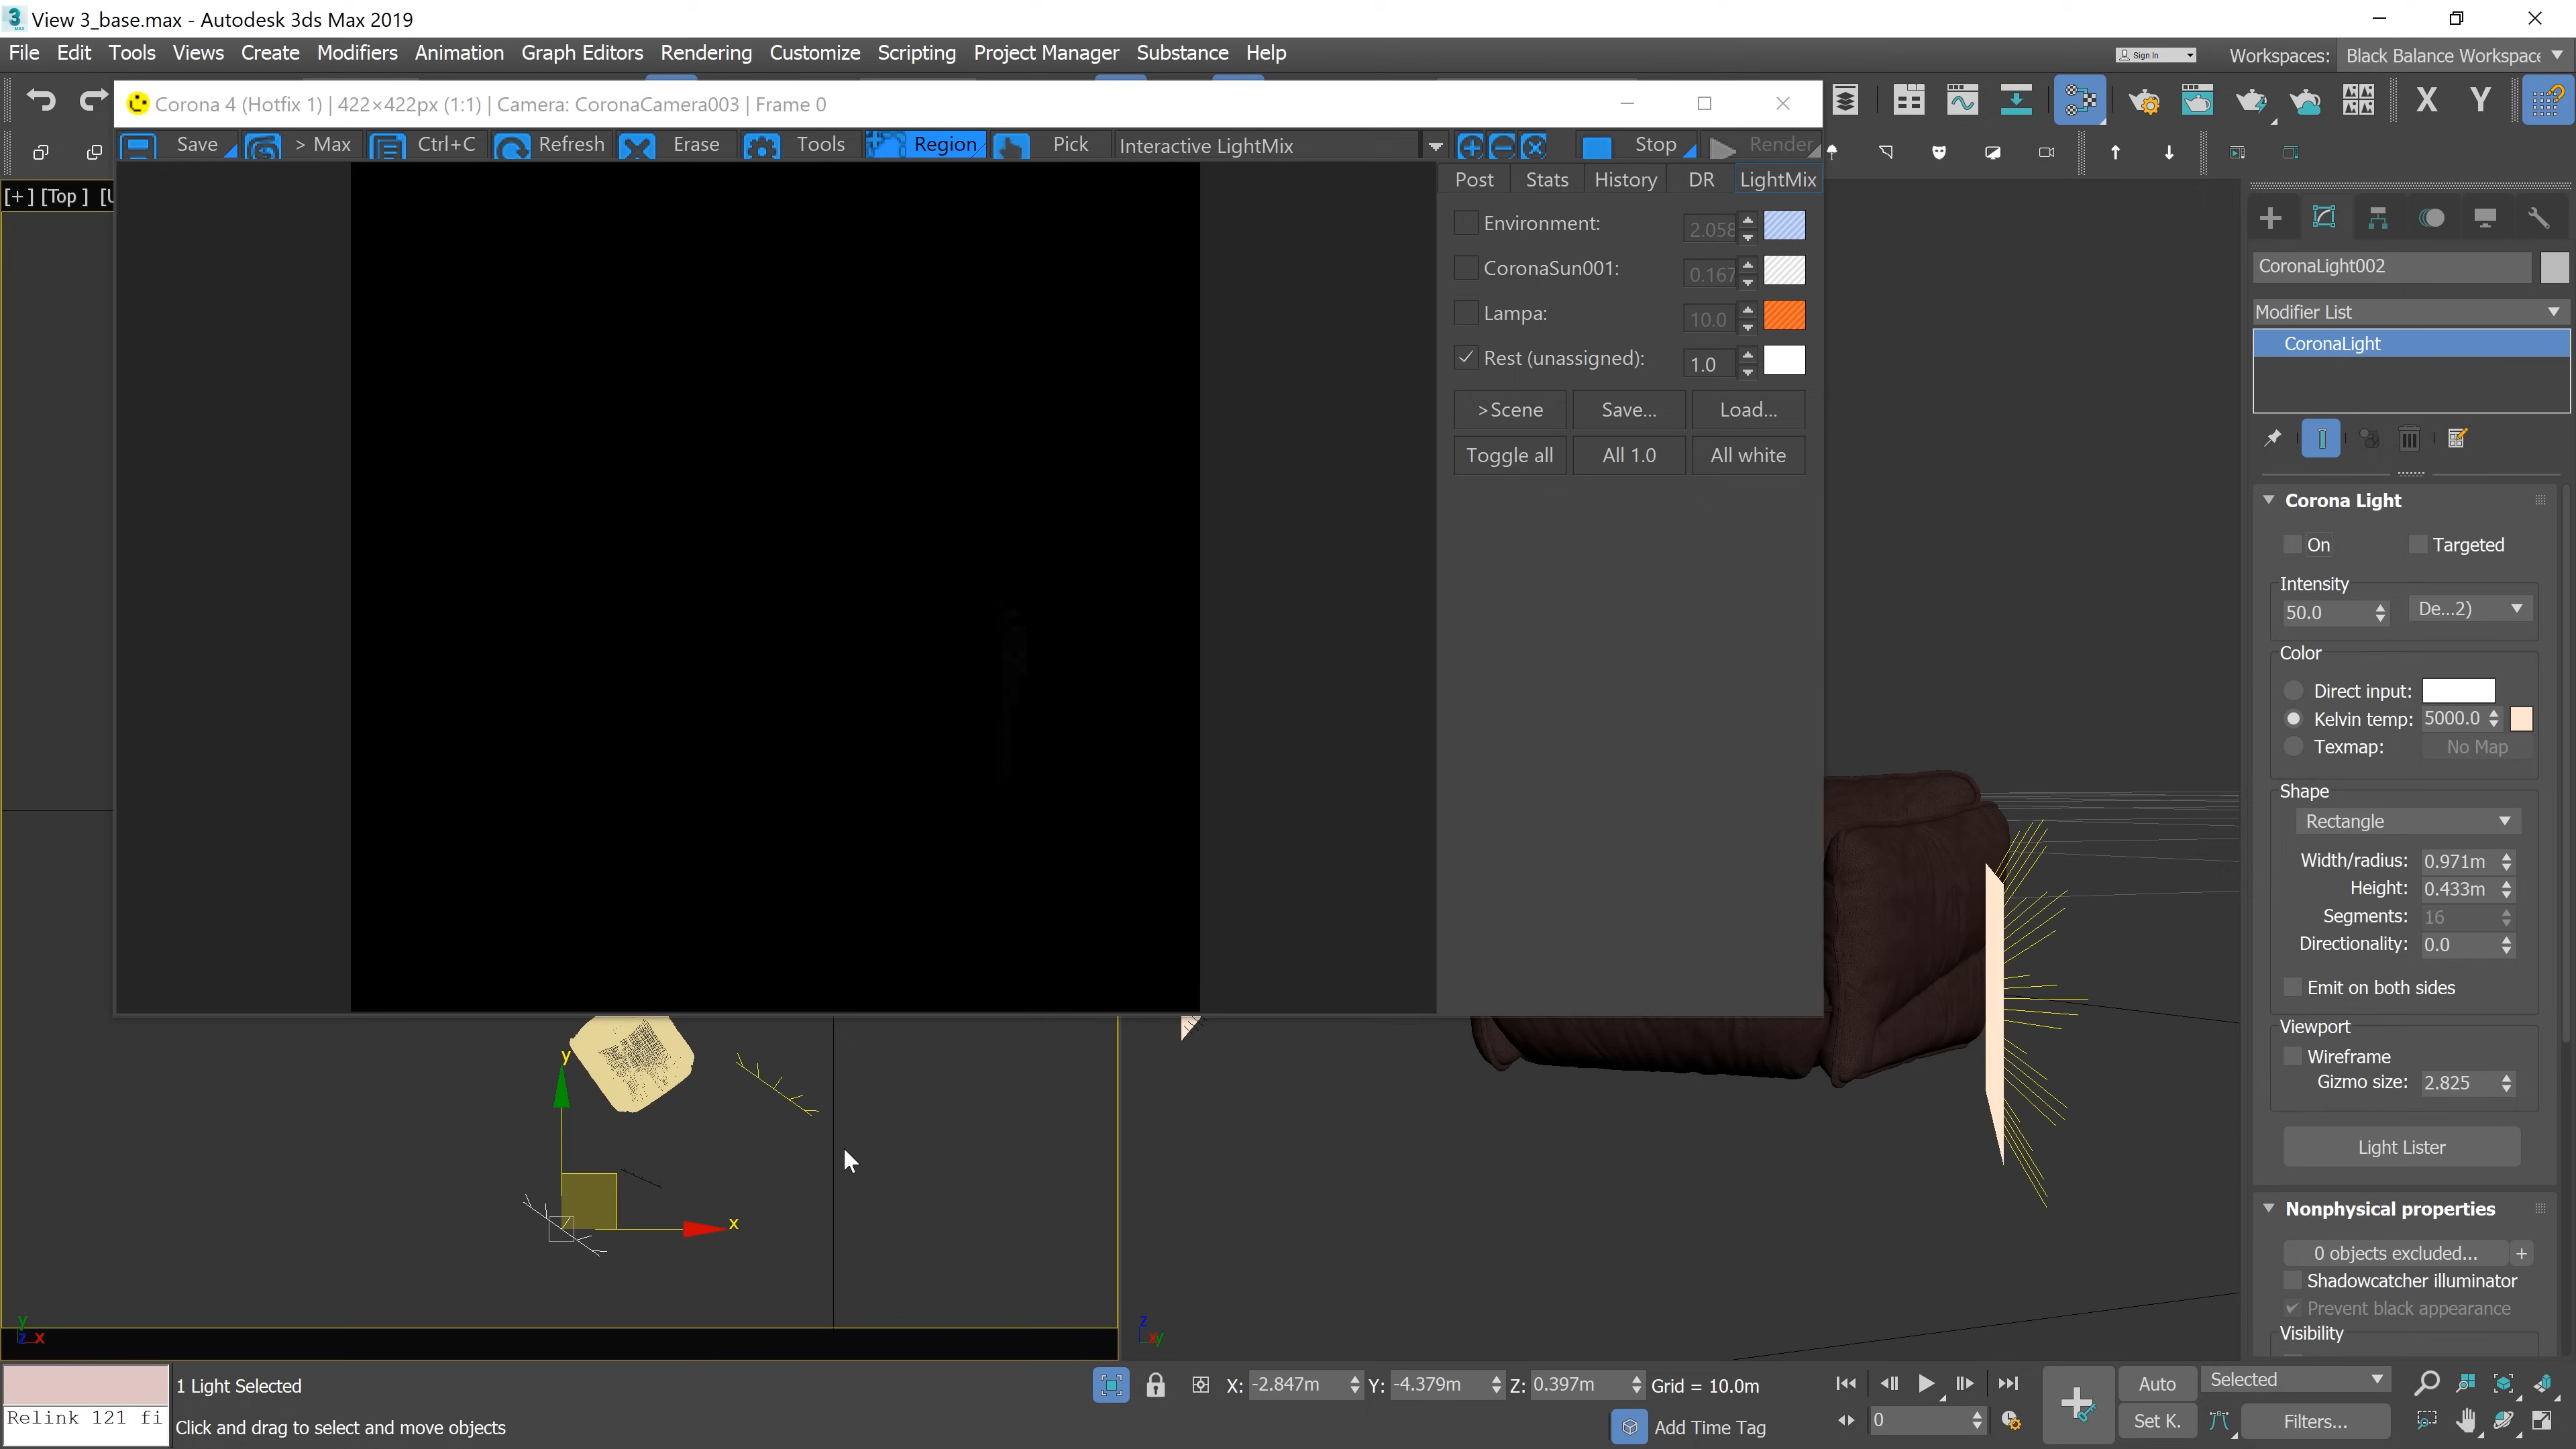 View 3_base.max - Autodesk 3ds Max 2019
File Edit Tools Views Create Modifiers Animation Graph Editors Rendering Customize Scripting Project Manager Substance Help
Sign In
Workspaces: Black Balance Workspace
Corona 4 (Hotfix 1) | 422×422px (1:1) | Camera: CoronaCamera003 | Frame 0
X Y
Save > Max Ctrl+C Refresh Erase Tools Region Pick Interactive LightMix Stop Render
[+] [Top ]
Post Stats History DR LightMix
Environment: 2.058
CoronaSun001: 0.167
Lampa: 10.0
Rest (unassigned): 1.0
>Scene Save... Load...
Toggle all All 1.0 All white
CoronaLight002
Modifier List
CoronaLight
Corona Light
On Targeted
Intensity
50.0 De...2)
Color
Direct input:
Kelvin temp: 5000.0
Texmap: No Map
Shape
Rectangle
Width/radius: 0.971m
Height: 0.433m
Segments: 16
Directionality: 0.0
Emit on both sides
Viewport
Wireframe
Gizmo size: 2.825
Light Lister
Nonphysical properties
0 objects excluded... +
Shadowcatcher illuminator
Prevent black appearance
Visibility
y
x
y
z x
z
x y
Relink 121 fi
1 Light Selected
Click and drag to select and move objects
X: -2.847m Y: -4.379m Z: 0.397m Grid = 10.0m
Add Time Tag
0
Auto Selected
Set K. Filters...